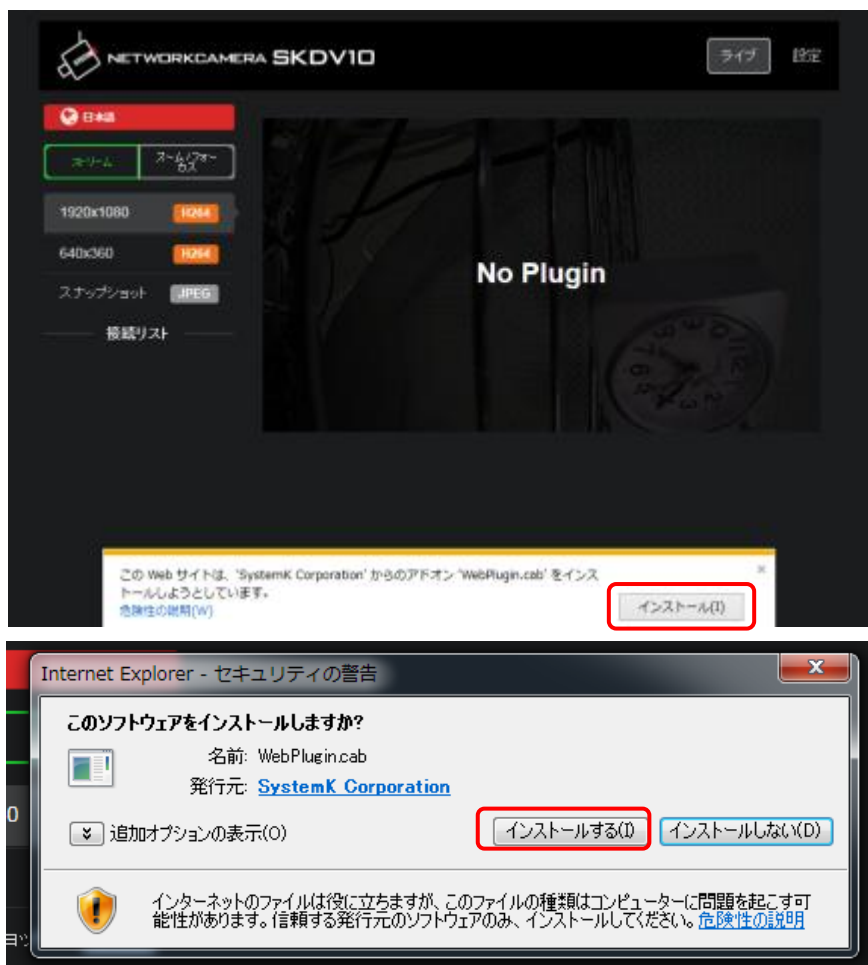 NETWORKCAMERA SKDV10
ライブ 設定
日本語
ストリーム ズーム/フォーカス
1920x1080 H264
640x360 H264
スナップショット JPEG
接続リスト
No Plugin
この Web サイトは、'SystemK Corporation' からのアドオン 'WebPlugin.cab' をインス
トールしようとしています。
危険性の説明(W)
インストール(I)
Internet Explorer - セキュリティの警告
このソフトウェアをインストールしますか?
名前: WebPlugin.cab
発行元: SystemK Corporation
追加オプションの表示(O)
インストールする(I) インストールしない(D)
インターネットのファイルは役に立ちますが、このファイルの種類はコンピューターに問題を起こす可
能性があります。信頼する発行元のソフトウェアのみ、インストールしてください。危険性の説明